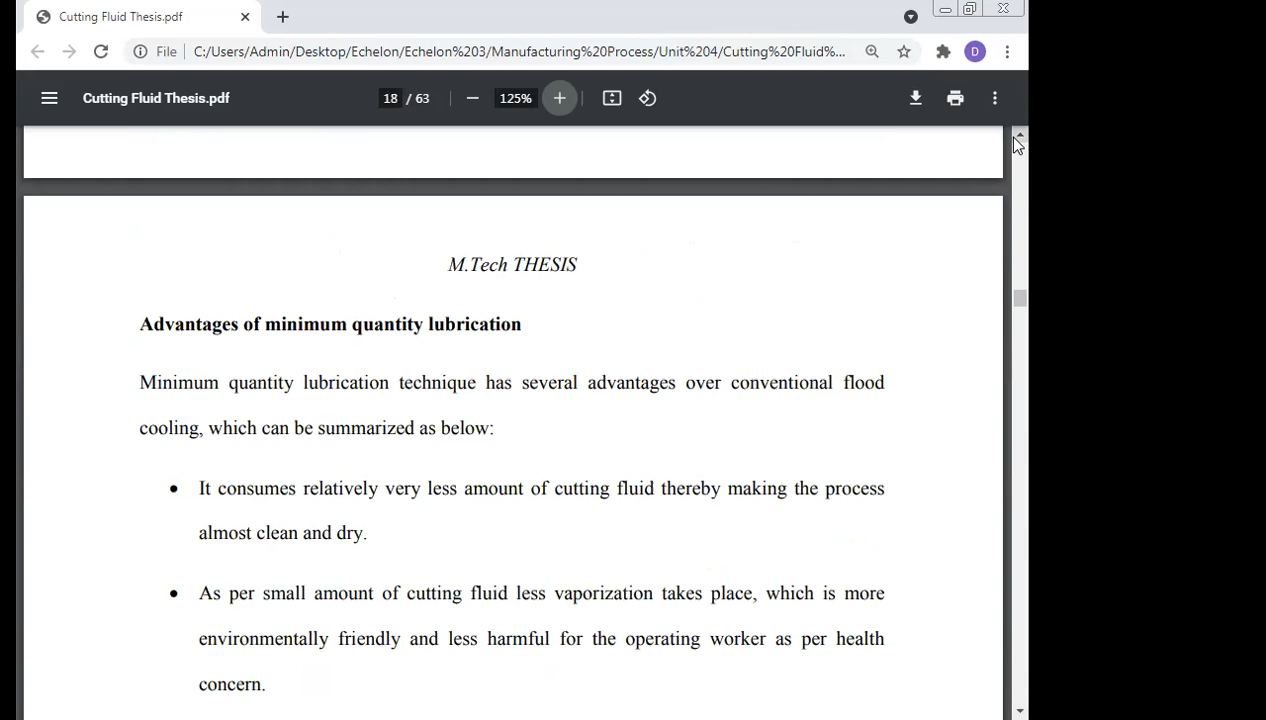 Cutting Fluid Thesis.pdf
File C:/Users/Admin/Desktop/Echelon/Echelon%203/Manufacturing%20Process/Unit%204/Cutting%20Fluid%... D
Cutting Fluid Thesis.pdf 18 / 63 125%
M.Tech THESIS
Advantages of minimum quantity lubrication
Minimum quantity lubrication technique has several advantages over conventional flood
cooling, which can be summarized as below:
• It consumes relatively very less amount of cutting fluid thereby making the process
almost clean and dry.
• As per small amount of cutting fluid less vaporization takes place, which is more
environmentally friendly and less harmful for the operating worker as per health
concern.